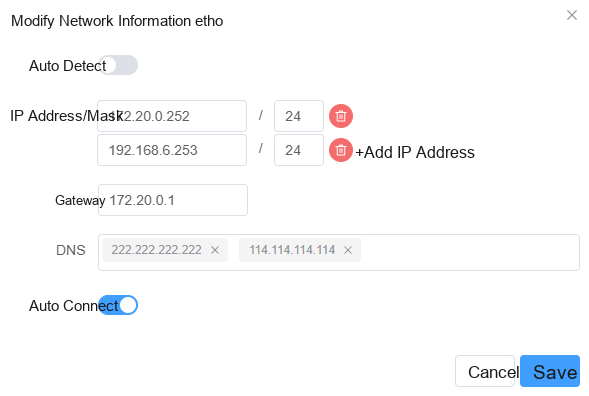 Modify Network Information etho
Auto Detect
IP Address/Mask 172.20.0.252 / 24
192.168.6.253 / 24 +Add IP Address
Gateway 172.20.0.1
DNS 222.222.222.222 × 114.114.114.114 ×
Auto Connect
Cancel Save